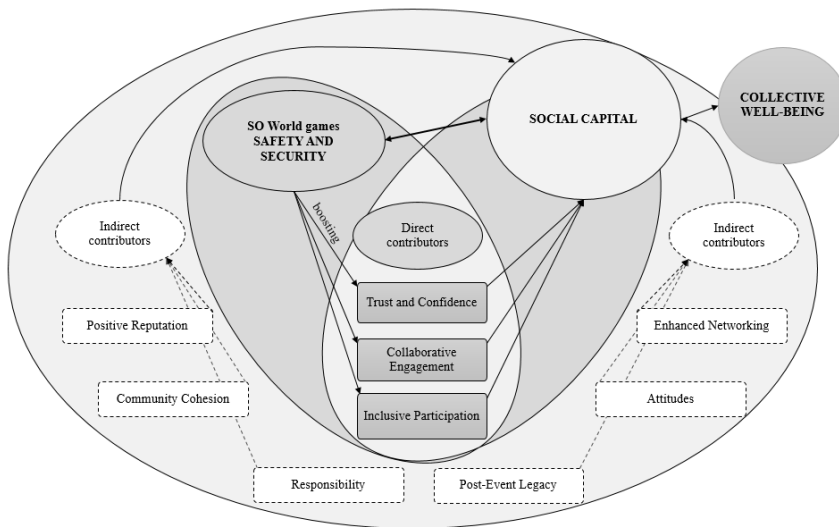 SO World games
SAFETY AND
SECURITY
SOCIAL CAPITAL
COLLECTIVE
WELL-BEING
boosting
Indirect
contributors
Direct
contributors
Indirect
contributors
Trust and Confidence
Positive Reputation
Enhanced Networking
Collaborative
Engagement
Community Cohesion
Attitudes
Inclusive Participation
Responsibility
Post-Event Legacy